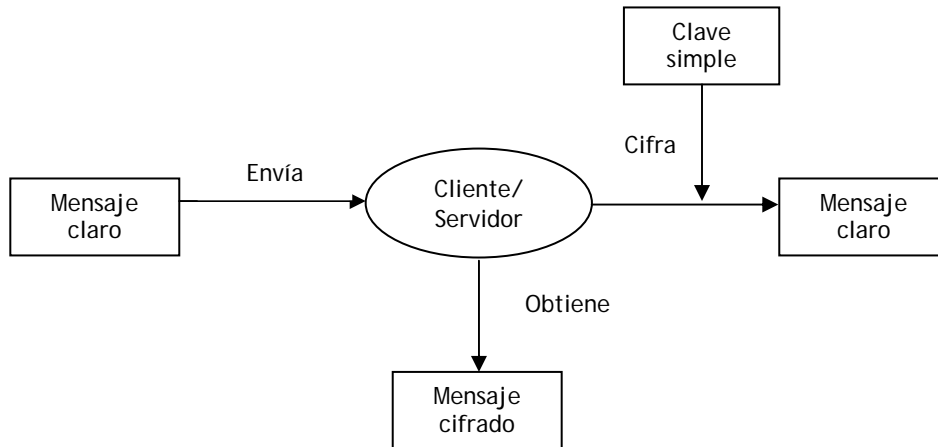 Clave
simple
Cifra
Envía
Mensaje
claro
Cliente/
Servidor
Mensaje
claro
Obtiene
Mensaje
cifrado